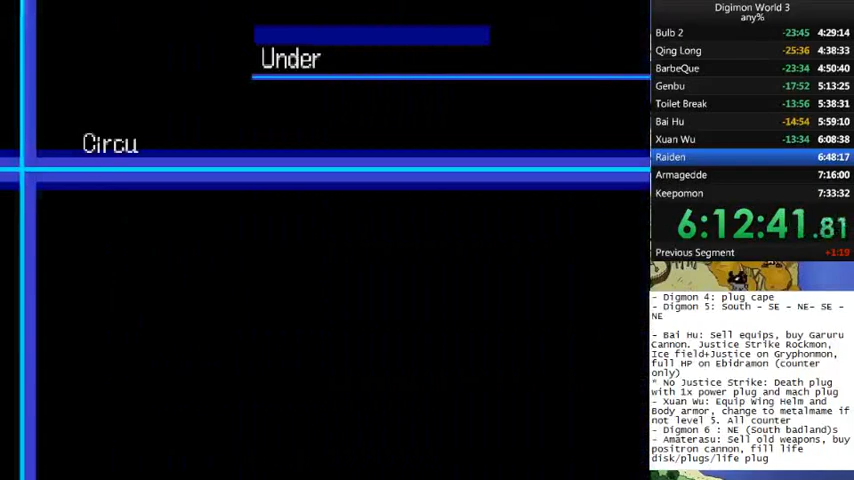 Under
Circu
Digimon World 3
any%
Bulb 2 -23:45 4:29:14
Qing Long -25:36 4:38:33
BarbeQue -23:34 4:50:40
Genbu -17:52 5:13:25
Toilet Break -13:56 5:38:31
Bai Hu -14:54 5:59:10
Xuan Wu -13:34 6:08:38
Raiden 6:48:17
Armagedde 7:16:00
Keepomon 7:33:32
6:12:41.81
Previous Segment +1:19
- Digmon 4: plug cape
- Digmon 5: South - SE - NE- SE -
NE
- Bai Hu: Sell equips, buy Garuru
Cannon. Justice Strike Rockmon,
Ice field+Justice on Gryphonmon,
full HP on Ebidramon (counter
only)
* No Justice Strike: Death plug
with 1x power plug and mach plug
- Xuan Wu: Equip Wing Helm and
Body armor, change to metalmame if
not level 5. All counter
- Digmon 6 : NE (South badland)s
- Amaterasu: Sell old weapons, buy
positron cannon, fill life
disk/plugs/life plug